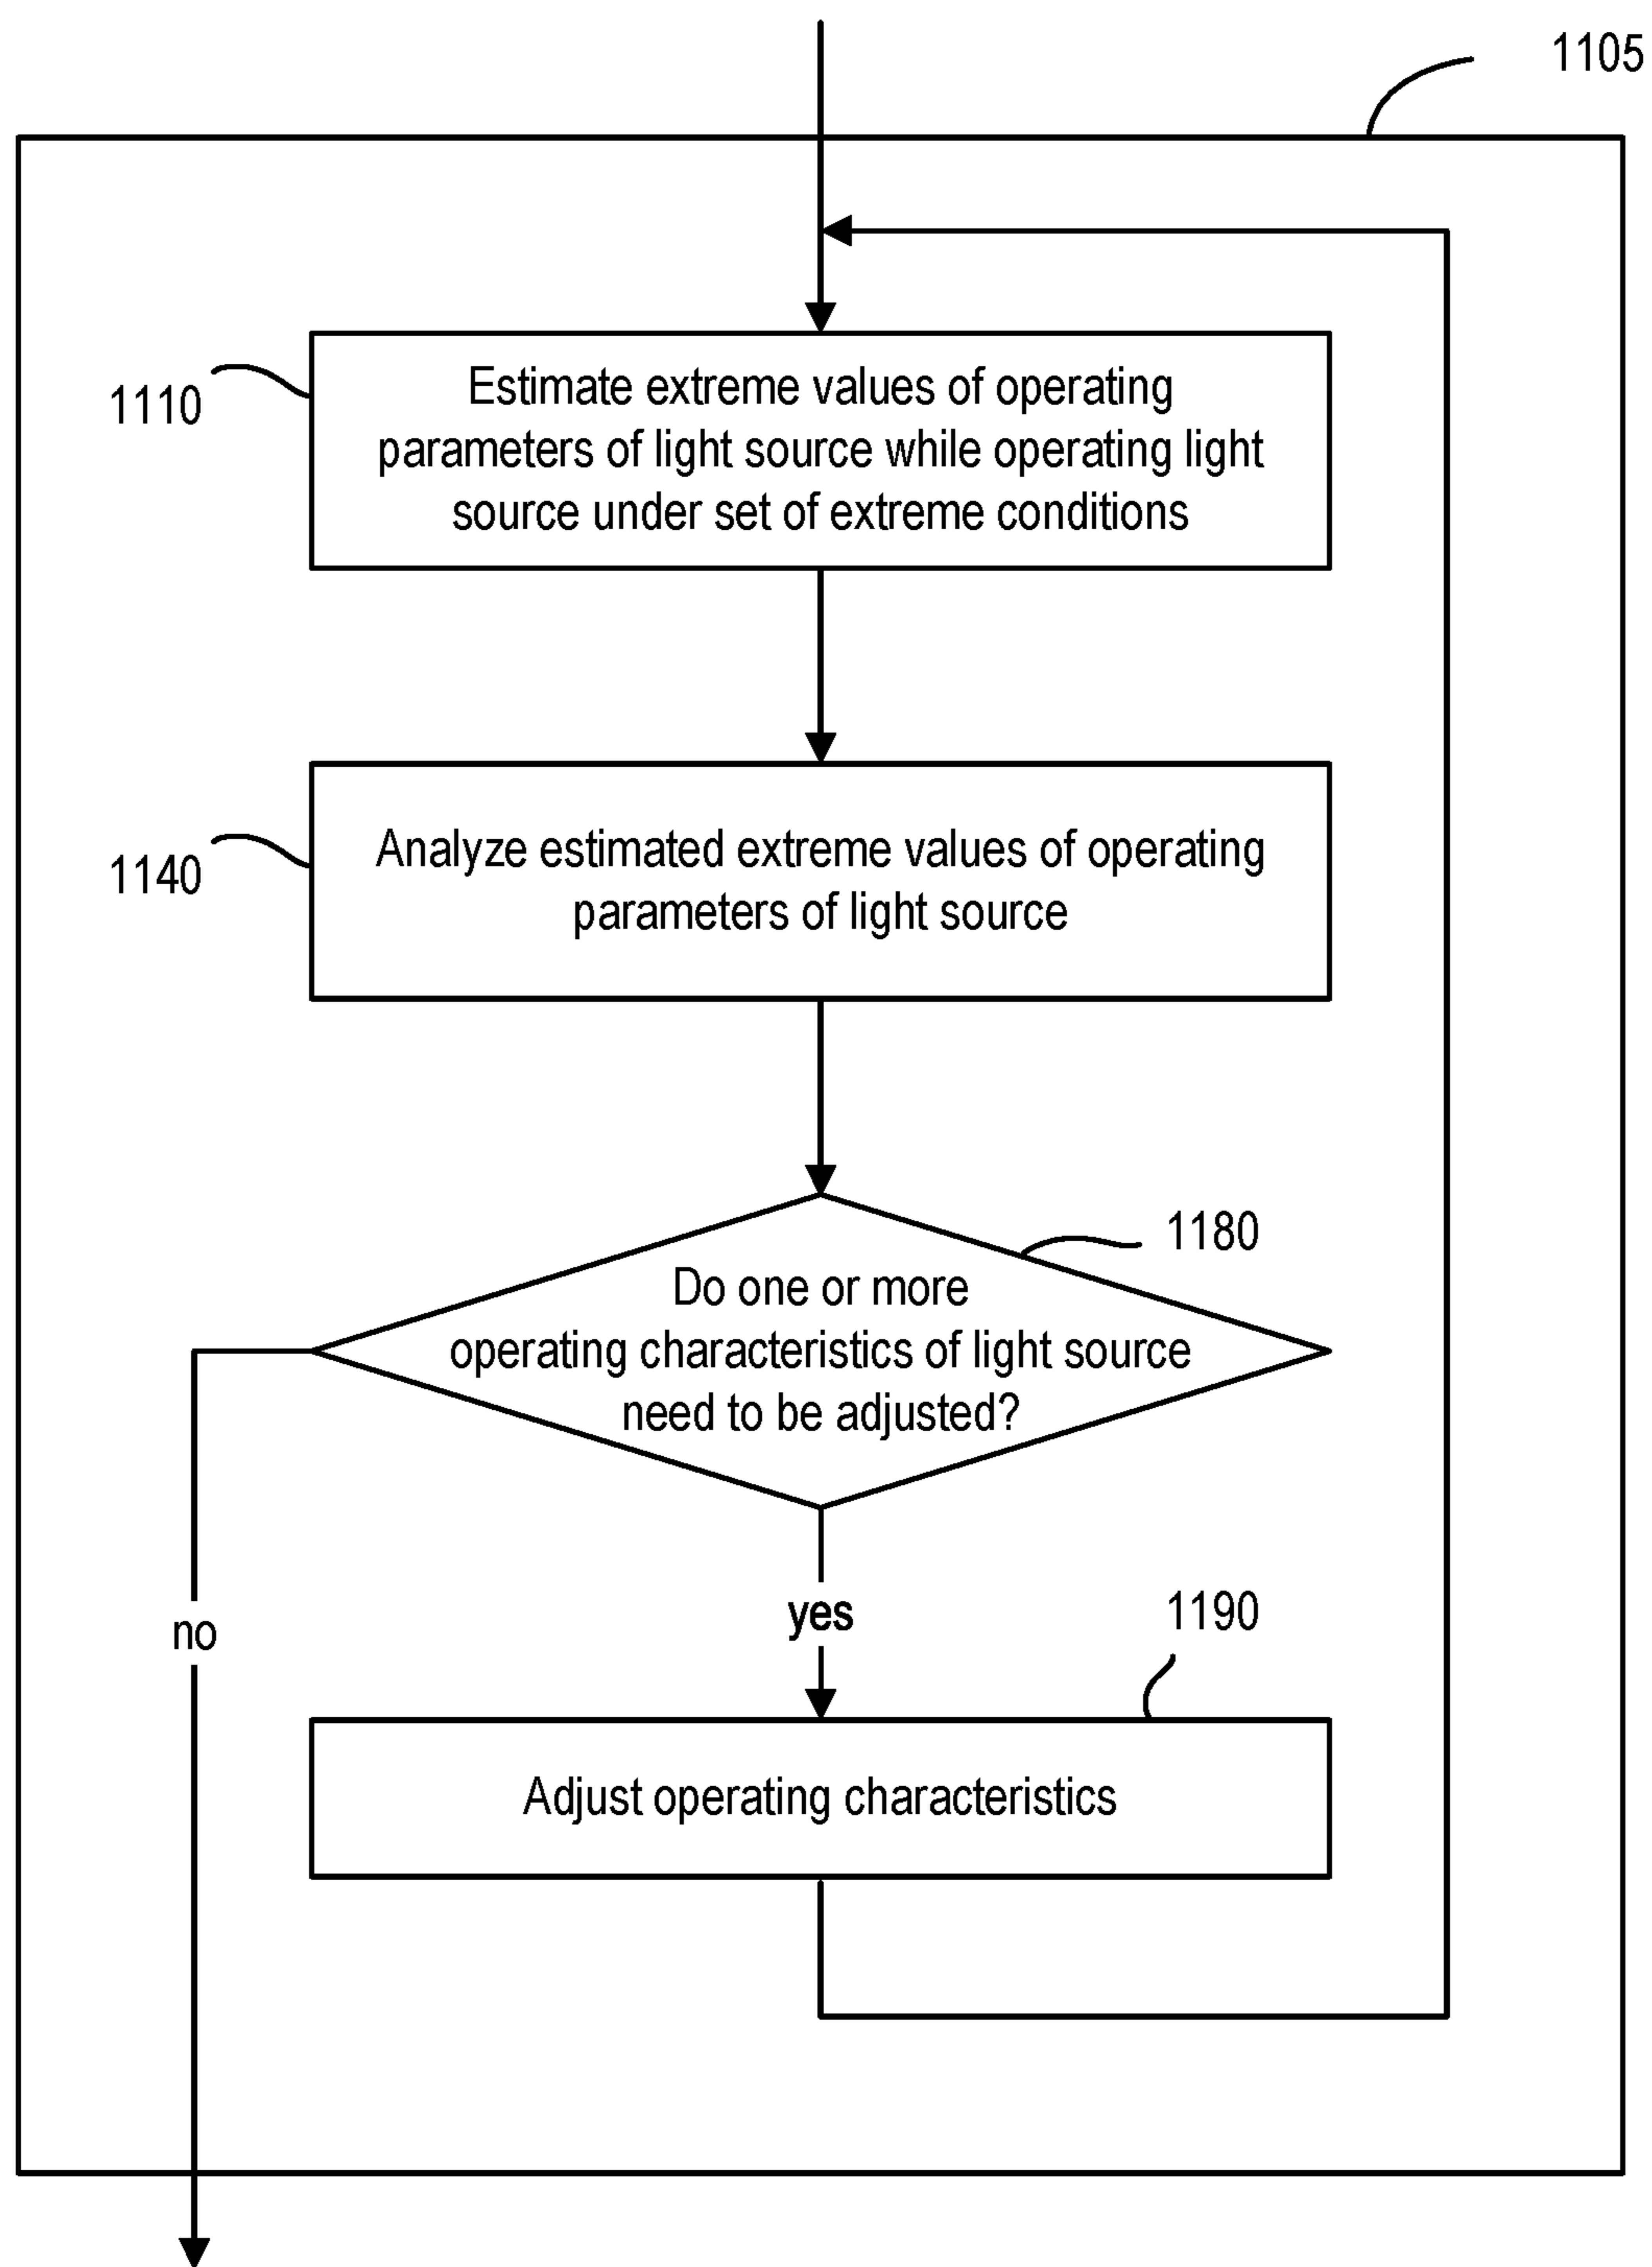 1105
1110
Estimate extreme values of operating
parameters of light source while operating light
source under set of extreme conditions
1140
Analyze estimated extreme values of operating
parameters of light source
1180
Do one or more
operating characteristics of light source
need to be adjusted?
no
yes
1190
Adjust operating characteristics